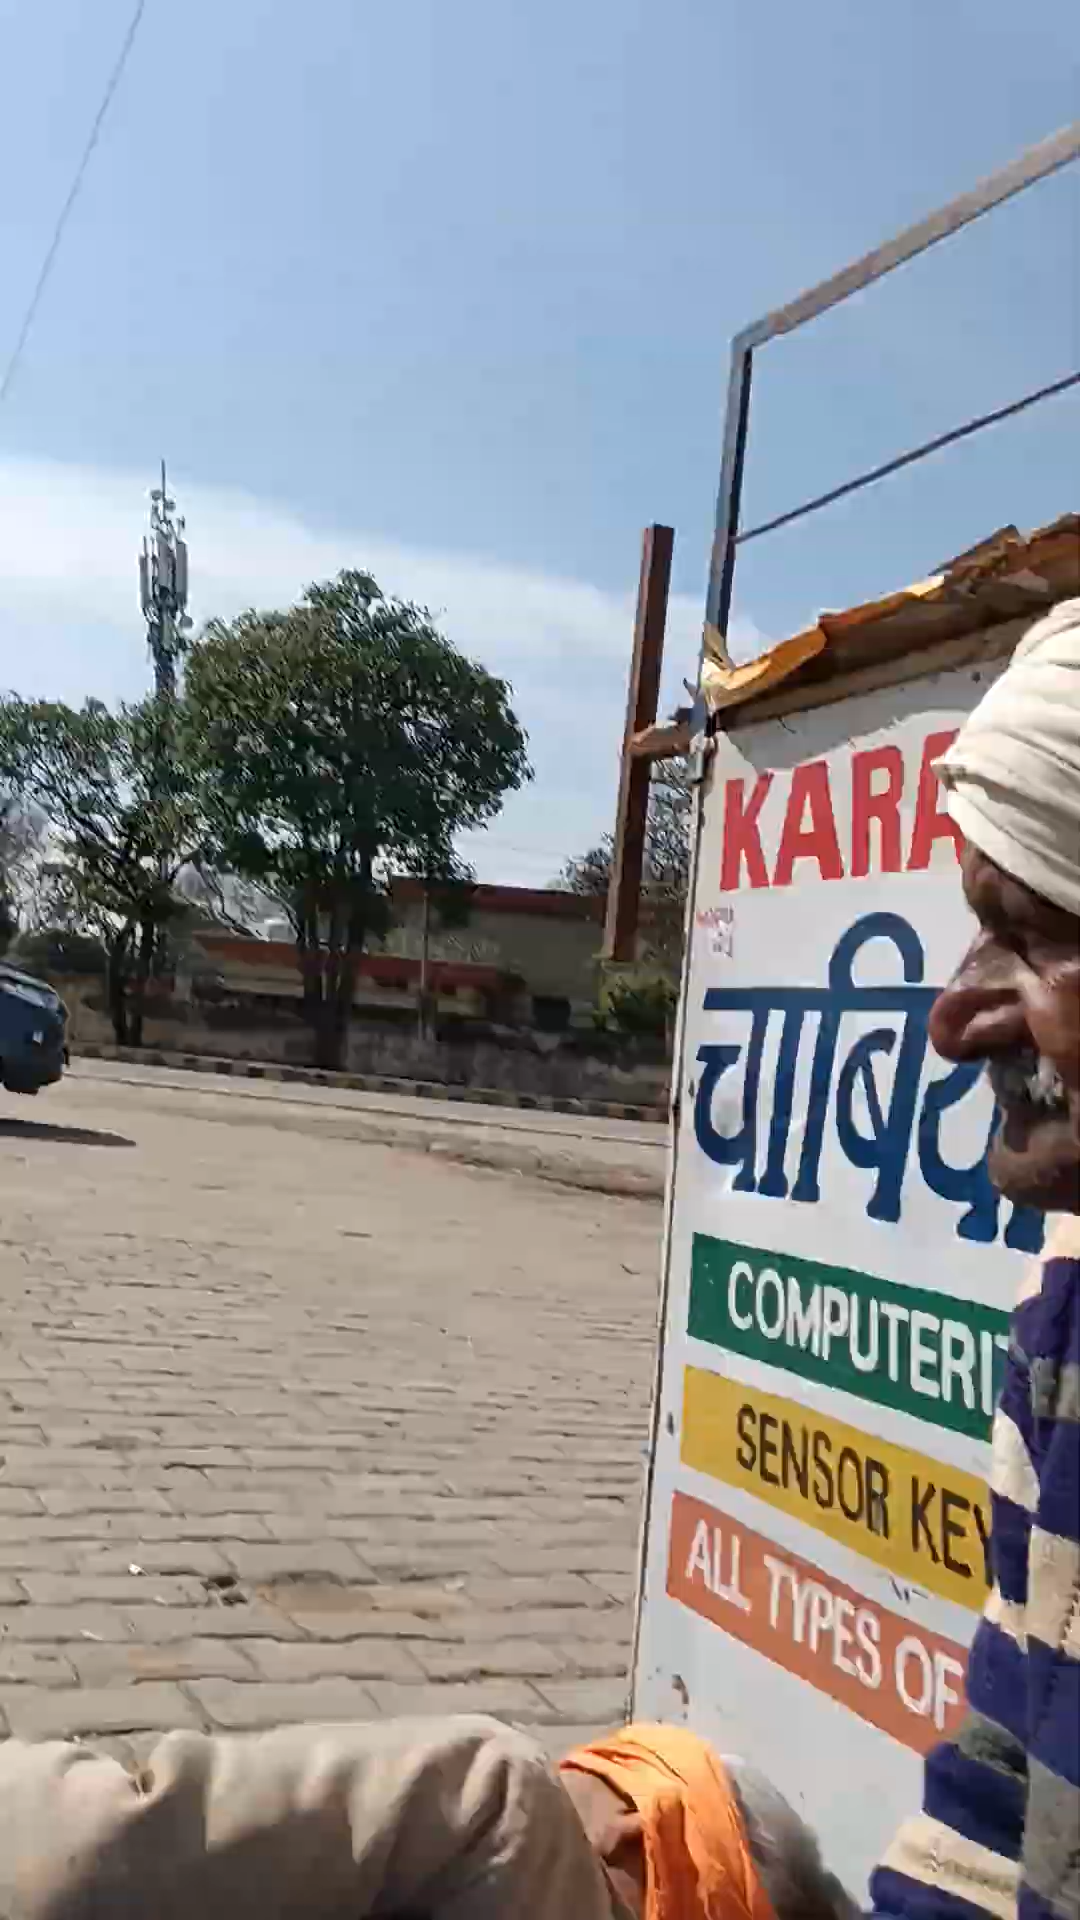 KARA
चाबिया
COMPUTERI
SENSOR KEY
ALL TYPES OF